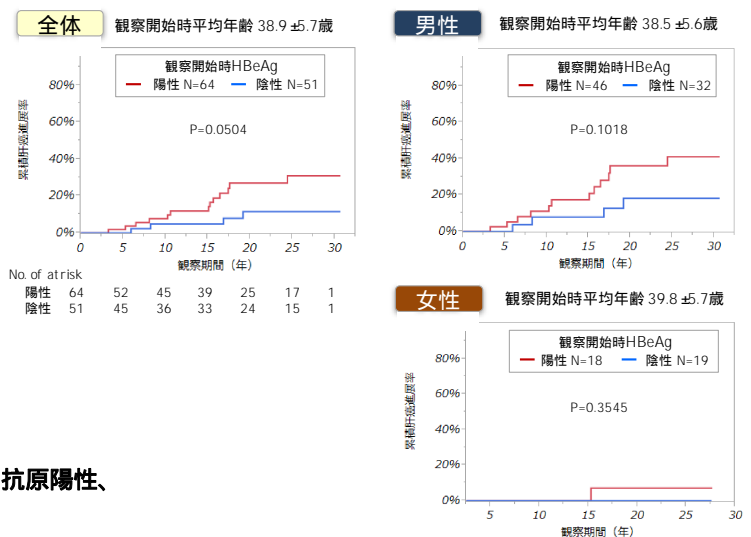 全体
観察開始時平均年齢 38.9 ±5.7歳
観察開始時HBeAg
陽性 N=64 陰性 N=51
P=0.0504
累積肝癌進展率
80%
60%
40%
20%
0%
0 5 10 15 20 25 30
観察期間（年）
No. of at risk
陽性 64 52 45 39 25 17 1
陰性 51 45 36 33 24 15 1
男性
観察開始時平均年齢 38.5 ±5.6歳
観察開始時HBeAg
陽性 N=46 陰性 N=32
P=0.1018
累積肝癌進展率
80%
60%
40%
20%
0%
0 5 10 15 20 25 30
観察期間（年）
女性
観察開始時平均年齢 39.8 ±5.7歳
観察開始時HBeAg
陽性 N=18 陰性 N=19
P=0.3545
累積肝癌進展率
80%
60%
40%
20%
0%
5 10 15 20 25 30
観察期間（年）
抗原陽性、